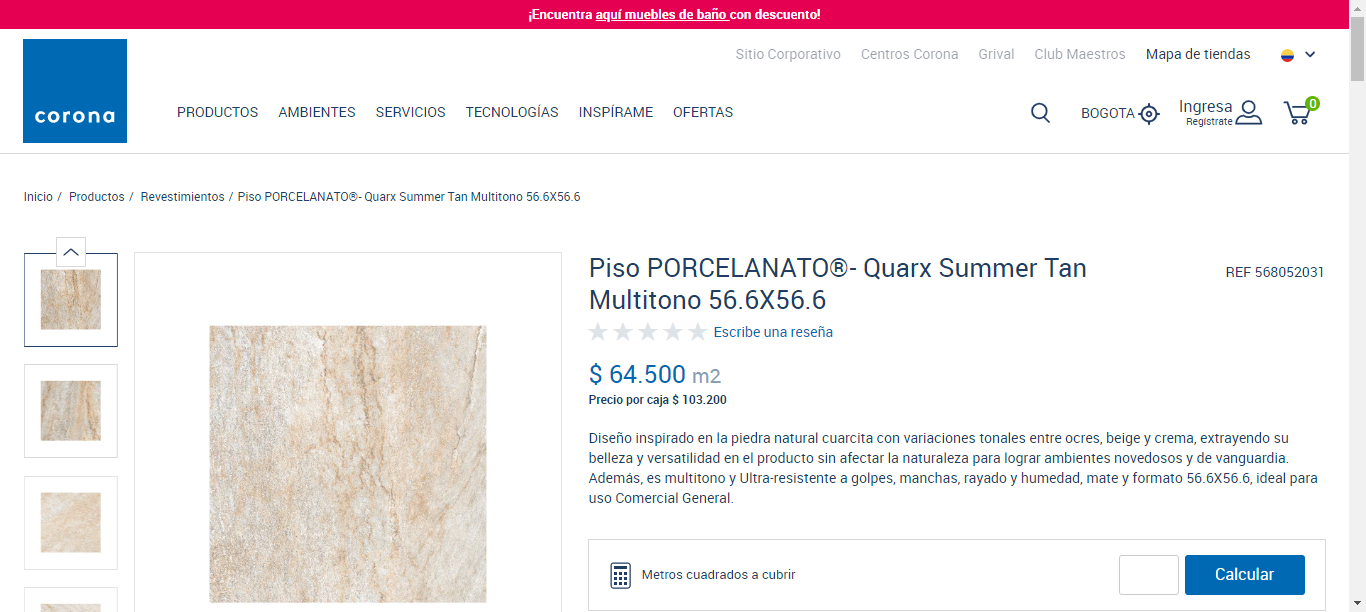 ¡Encuentra aquí muebles de baño con descuento!
Sitio Corporativo Centros Corona Grival Club Maestros Mapa de tiendas
corona
PRODUCTOS AMBIENTES SERVICIOS TECNOLOGÍAS INSPÍRAME OFERTAS
BOGOTA
Ingresa
Regístrate
0
Inicio / Productos / Revestimientos / Piso PORCELANATO®- Quarx Summer Tan Multitono 56.6X56.6
Piso PORCELANATO®- Quarx Summer Tan
Multitono 56.6X56.6
REF 568052031
Escribe una reseña
$ 64.500 m2
Precio por caja $ 103.200
Diseño inspirado en la piedra natural cuarcita con variaciones tonales entre ocres, beige y crema, extrayendo su
belleza y versatilidad en el producto sin afectar la naturaleza para lograr ambientes novedosos y de vanguardia.
Además, es multitono y Ultra-resistente a golpes, manchas, rayado y humedad, mate y formato 56.6X56.6, ideal para
uso Comercial General.
Metros cuadrados a cubrir
Calcular